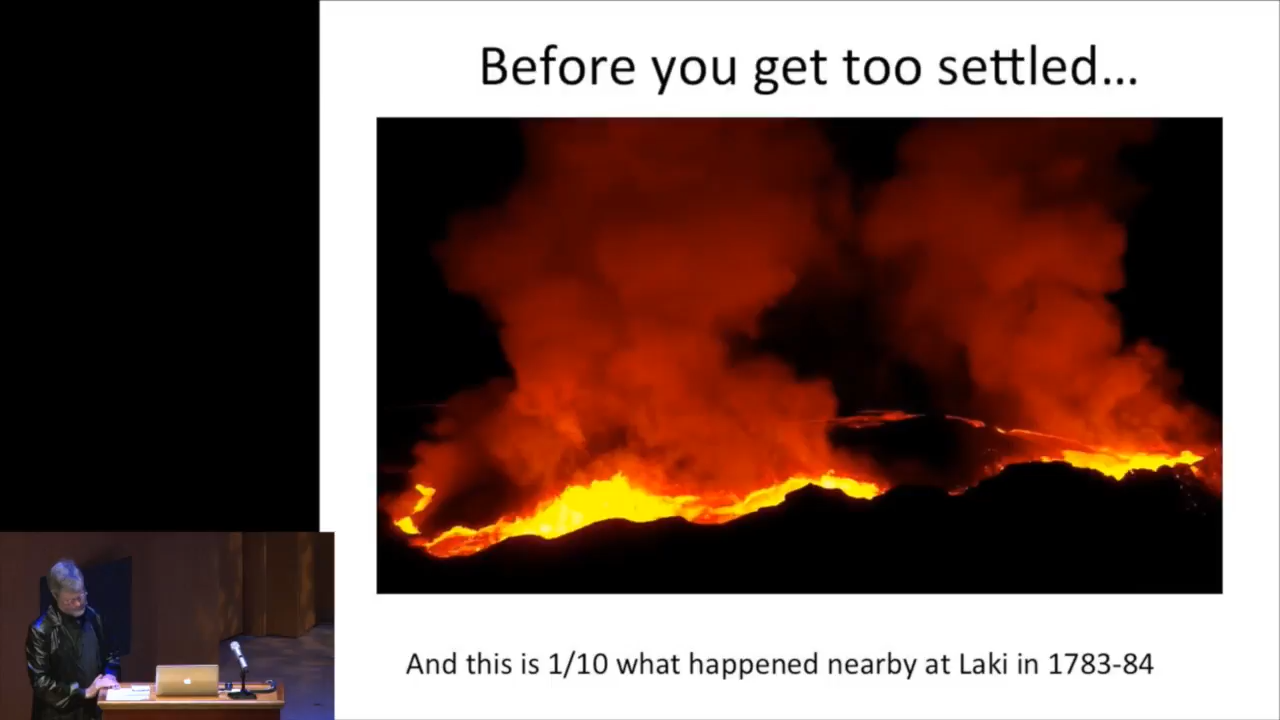 Before you get too settled...
And this is 1/10 what happened nearby at Laki in 1783-84